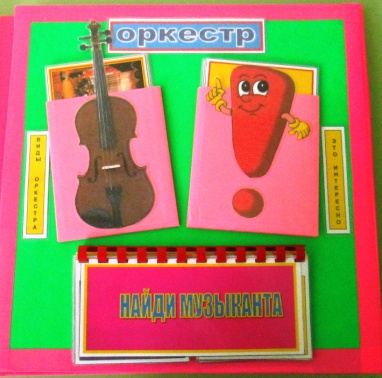 оркестр
ВИДЫ ОРКЕСТРА
ЭТО ИНТЕРЕСНО
НАЙДИ МУЗЫКАНТА